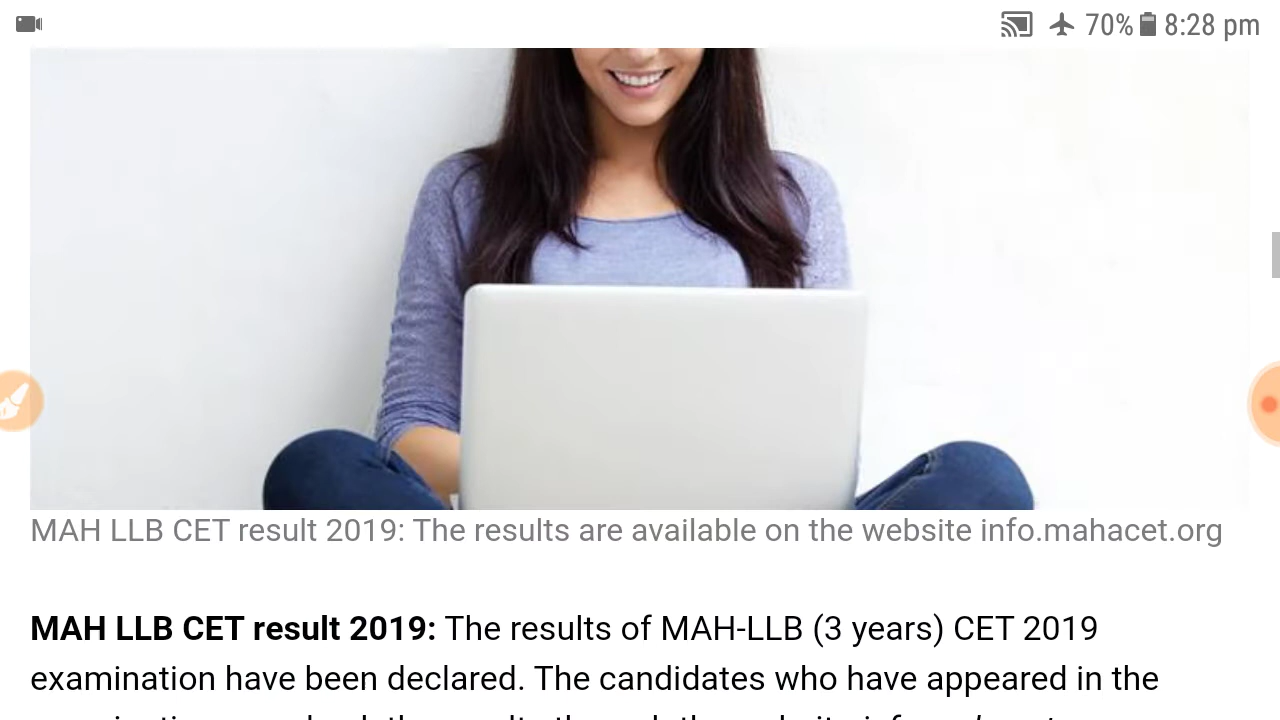 70% 8:28 pm
MAH LLB CET result 2019: The results are available on the website info.mahacet.org
MAH LLB CET result 2019: The results of MAH-LLB (3 years) CET 2019
examination have been declared. The candidates who have appeared in the